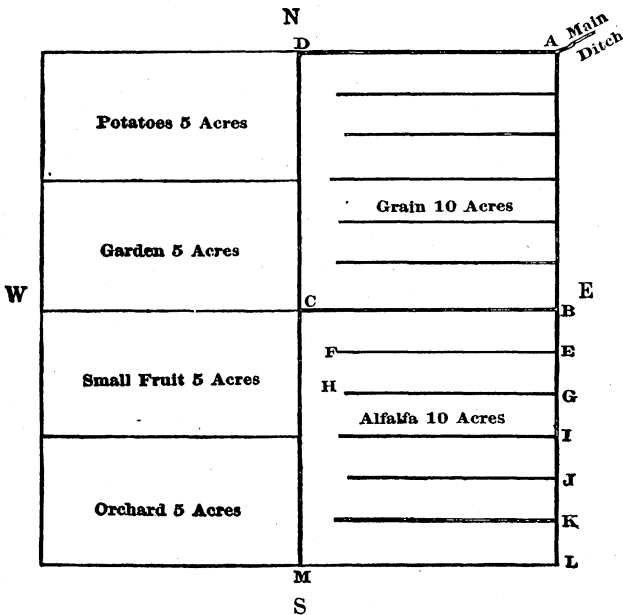 N
D
A
Main
Ditch
Potatoes 5 Acres
Grain 10 Acres
Garden 5 Acres
W
C
E
B
F
E
H
G
Small Fruit 5 Acres
Alfalfa 10 Acres
I
J
Orchard 5 Acres
K
L
M
S